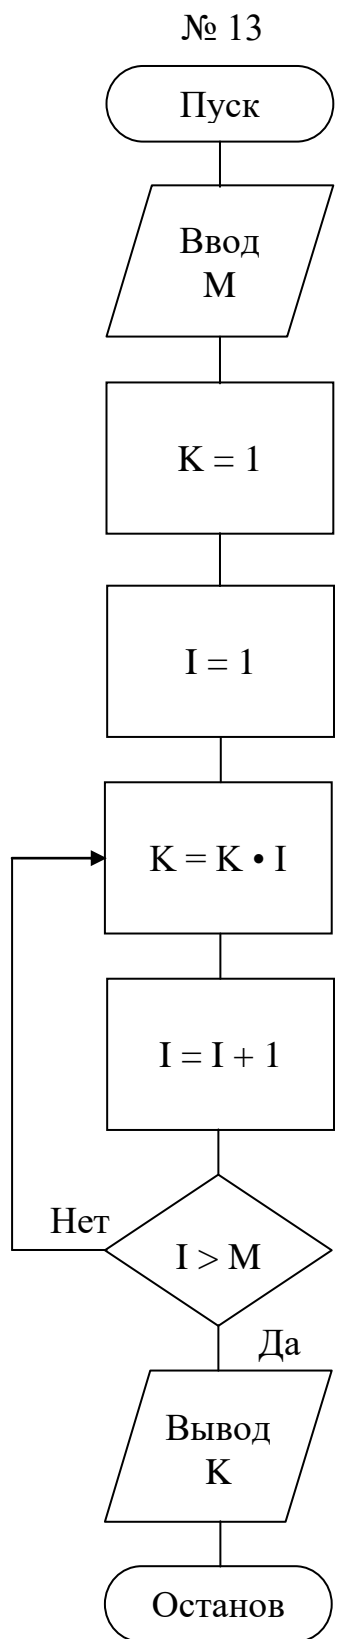 № 13
Пуск
Ввод
M
K = 1
I = 1
K = K • I
I = I + 1
Нет
I > M
Да
Вывод
K
Останов